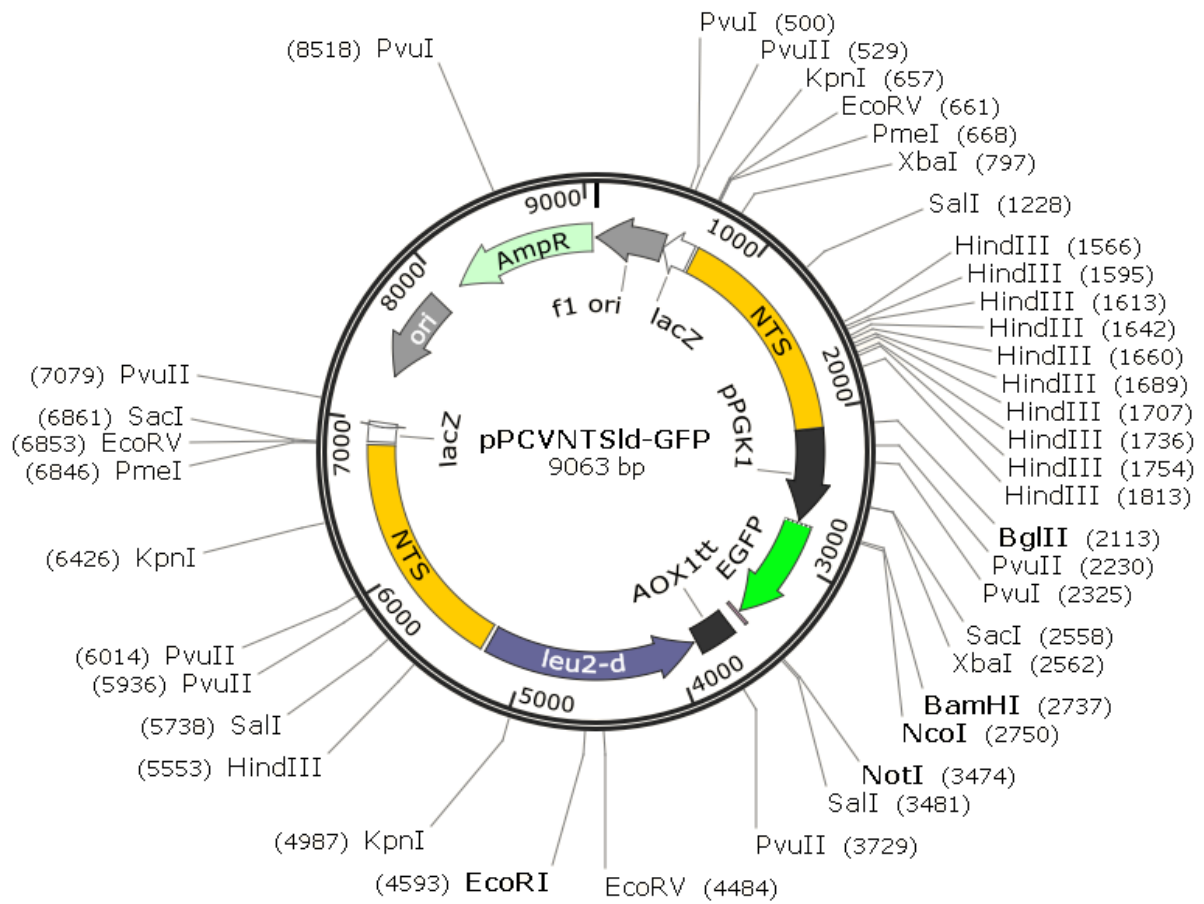 PvuI (500)
PvuII (529)
KpnI (657)
EcoRV (661)
PmeI (668)
XbaI (797)
SalI (1228)
HindIII (1566)
HindIII (1595)
HindIII (1613)
HindIII (1642)
HindIII (1660)
HindIII (1689)
HindIII (1707)
HindIII (1736)
HindIII (1754)
HindIII (1813)
BglII (2113)
PvuII (2230)
PvuI (2325)
SacI (2558)
XbaI (2562)
BamHI (2737)
NcoI (2750)
NotI (3474)
SalI (3481)
PvuII (3729)
EcoRV (4484)
(4593) EcoRI
(4987) KpnI
(5553) HindIII
(5738) SalI
(5936) PvuII
(6014) PvuII
(6426) KpnI
(6846) PmeI
(6853) EcoRV
(6861) SacI
(7079) PvuII
(8518) PvuI
1000
2000
3000
4000
5000
6000
7000
8000
9000
AmpR
f1 ori
lacZ
NTS
pPGK1
EGFP
AOX1tt
leu2-d
NTS
lacZ
ori
pPCVNTSld-GFP
9063 bp